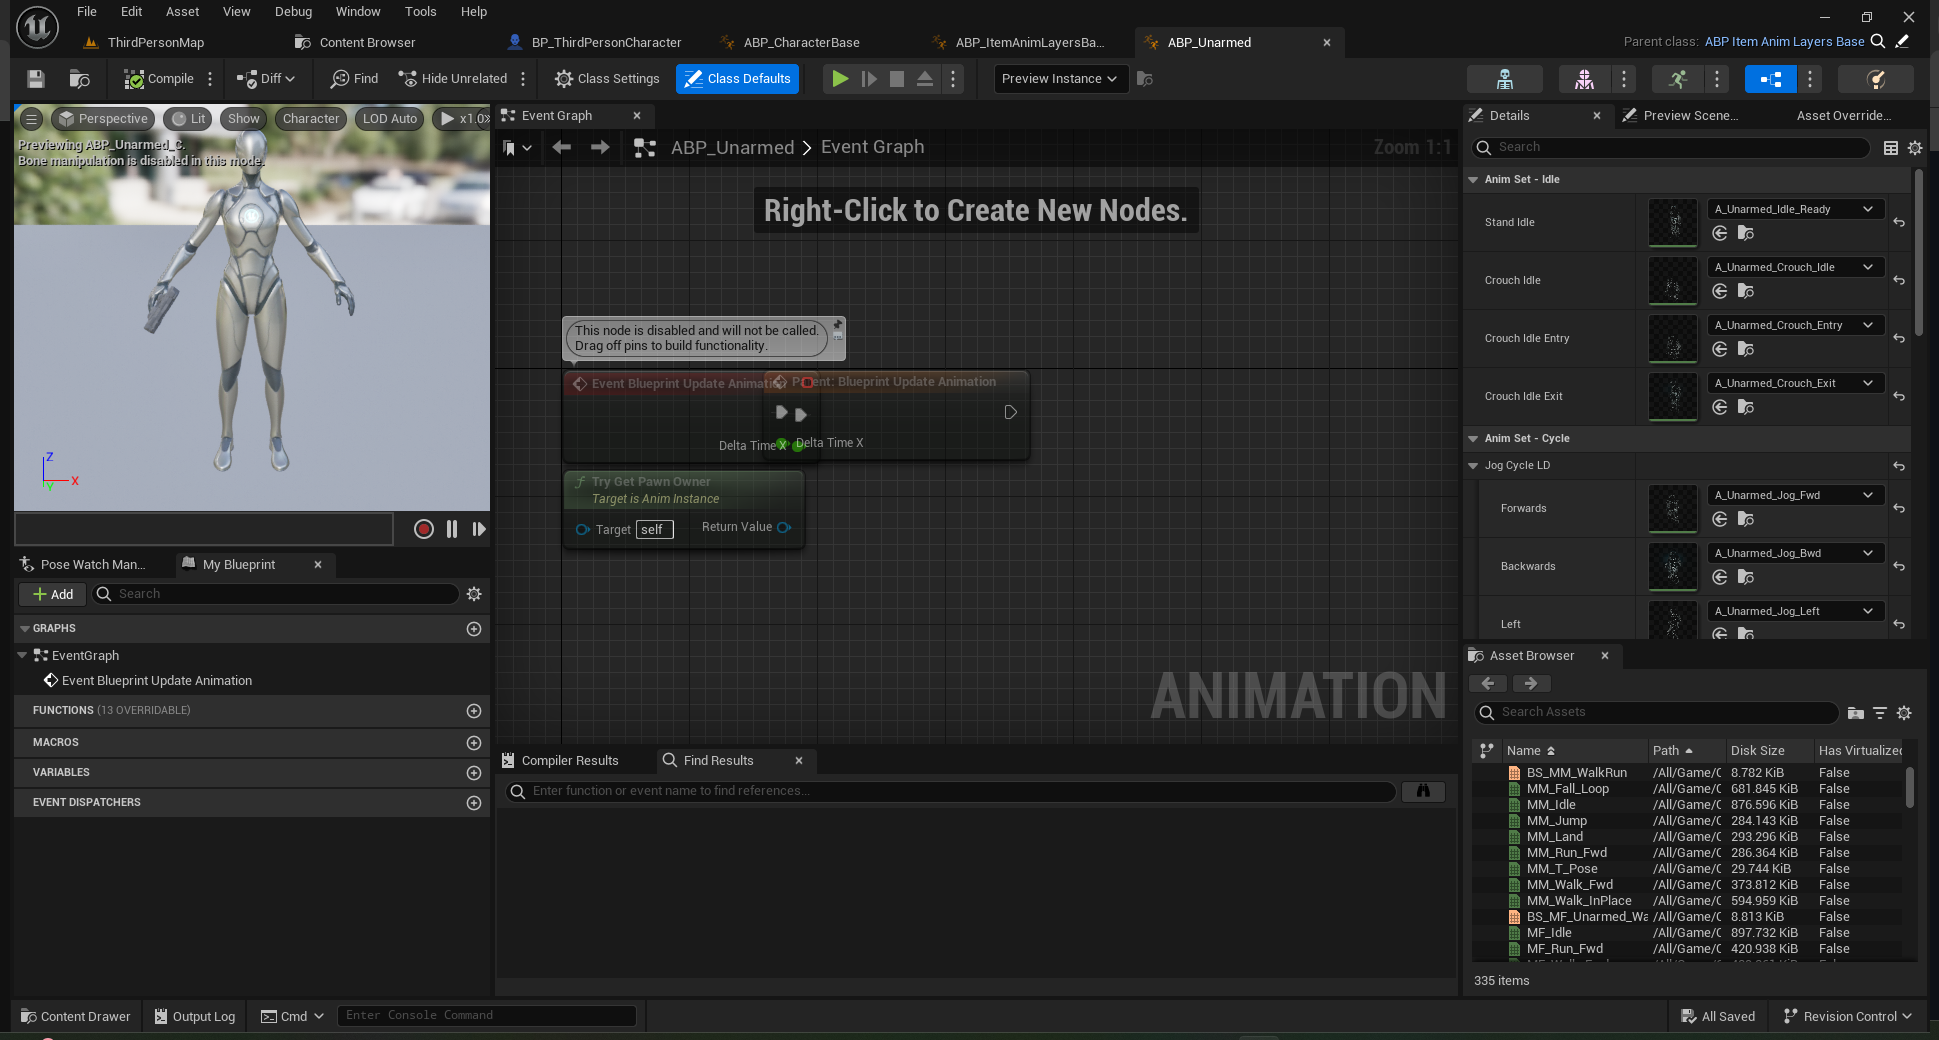 File Edit Asset View Debug Window Tools Help
ThirdPersonMap Content Browser BP_ThirdPersonCharacter ABP_CharacterBase ABP_ItemAnimLayersBa... ABP_Unarmed
Parent class: ABP Item Anim Layers Base
Compile Diff Find Hide Unrelated Class Settings Class Defaults Preview Instance
Perspective Lit Show Character LOD Auto x1.0
Previewing ABP_Unarmed_C.
Bone manipulation is disabled in this mode.
Z
X
Y
Pose Watch Man... My Blueprint
Add Search
GRAPHS
EventGraph
Event Blueprint Update Animation
FUNCTIONS (13 OVERRIDABLE)
MACROS
VARIABLES
EVENT DISPATCHERS
Event Graph
ABP_Unarmed > Event Graph
Zoom 1:1
Right-Click to Create New Nodes.
This node is disabled and will not be called.
Drag off pins to build functionality.
Event Blueprint Update Animation
Parent: Blueprint Update Animation
Delta Time X Delta Time X
Try Get Pawn Owner
Target is Anim Instance
Target self Return Value
ANIMATION
Compiler Results Find Results
Enter function or event name to find references...
Details Preview Scene... Asset Override...
Search
Anim Set - Idle
Stand Idle A_Unarmed_Idle_Ready
Crouch Idle A_Unarmed_Crouch_Idle
Crouch Idle Entry A_Unarmed_Crouch_Entry
Crouch Idle Exit A_Unarmed_Crouch_Exit
Anim Set - Cycle
Jog Cycle LD
Forwards A_Unarmed_Jog_Fwd
Backwards A_Unarmed_Jog_Bwd
Left A_Unarmed_Jog_Left
Asset Browser
Search Assets
Name Path Disk Size Has Virtualized
BS_MM_WalkRun /All/Game/ 8.782 KiB False
MM_Fall_Loop /All/Game/ 681.845 KiB False
MM_Idle /All/Game/ 876.596 KiB False
MM_Jump /All/Game/ 284.143 KiB False
MM_Land /All/Game/ 293.296 KiB False
MM_Run_Fwd /All/Game/ 286.364 KiB False
MM_T_Pose /All/Game/ 29.744 KiB False
MM_Walk_Fwd /All/Game/ 373.812 KiB False
MM_Walk_InPlace /All/Game/ 594.959 KiB False
BS_MF_Unarmed_Wa /All/Game/ 8.813 KiB False
MF_Idle /All/Game/ 897.732 KiB False
MF_Run_Fwd /All/Game/ 420.938 KiB False
335 items
Content Drawer Output Log Cmd Enter Console Command All Saved Revision Control